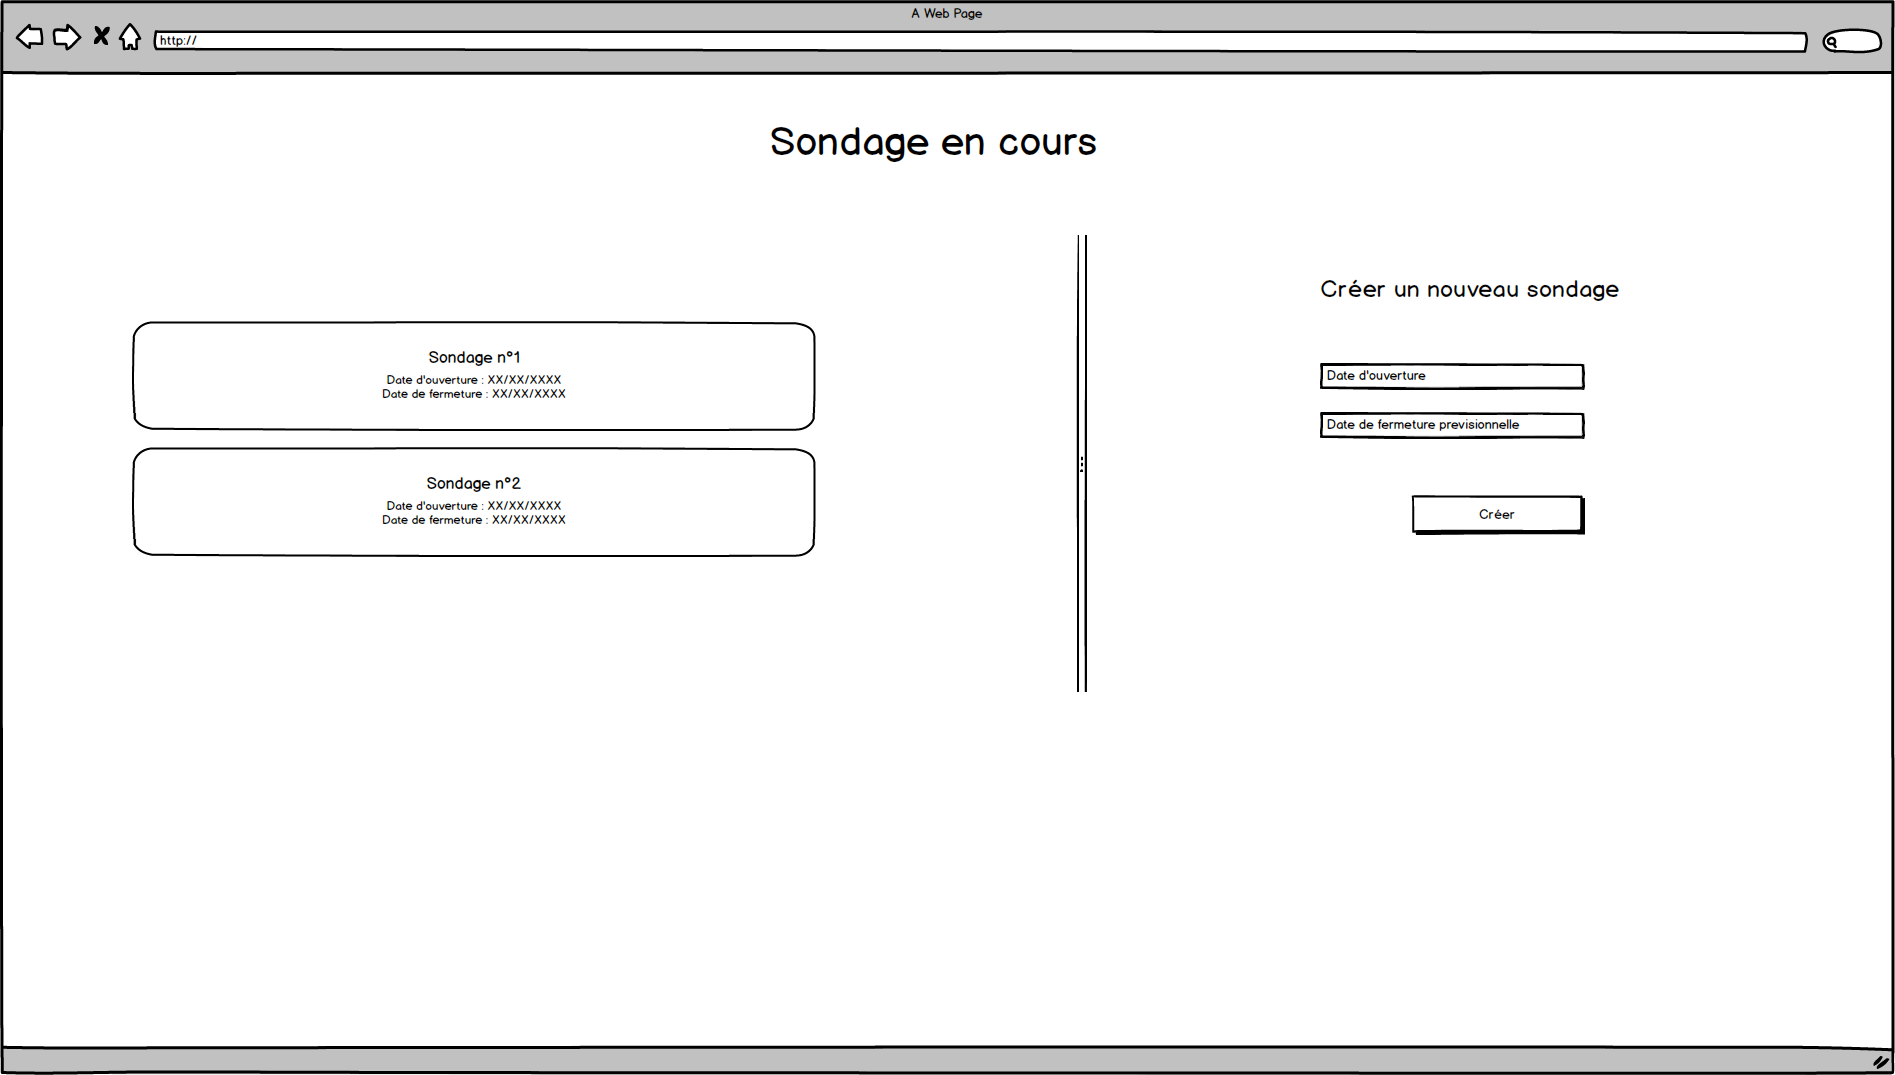 A Web Page
http://
Sondage en cours
Sondage n°1
Date d'ouverture : XX/XX/XXXX
Date de fermeture : XX/XX/XXXX
Sondage n°2
Date d'ouverture : XX/XX/XXXX
Date de fermeture : XX/XX/XXXX
Créer un nouveau sondage
Date d'ouverture
Date de fermeture previsionnelle
Créer